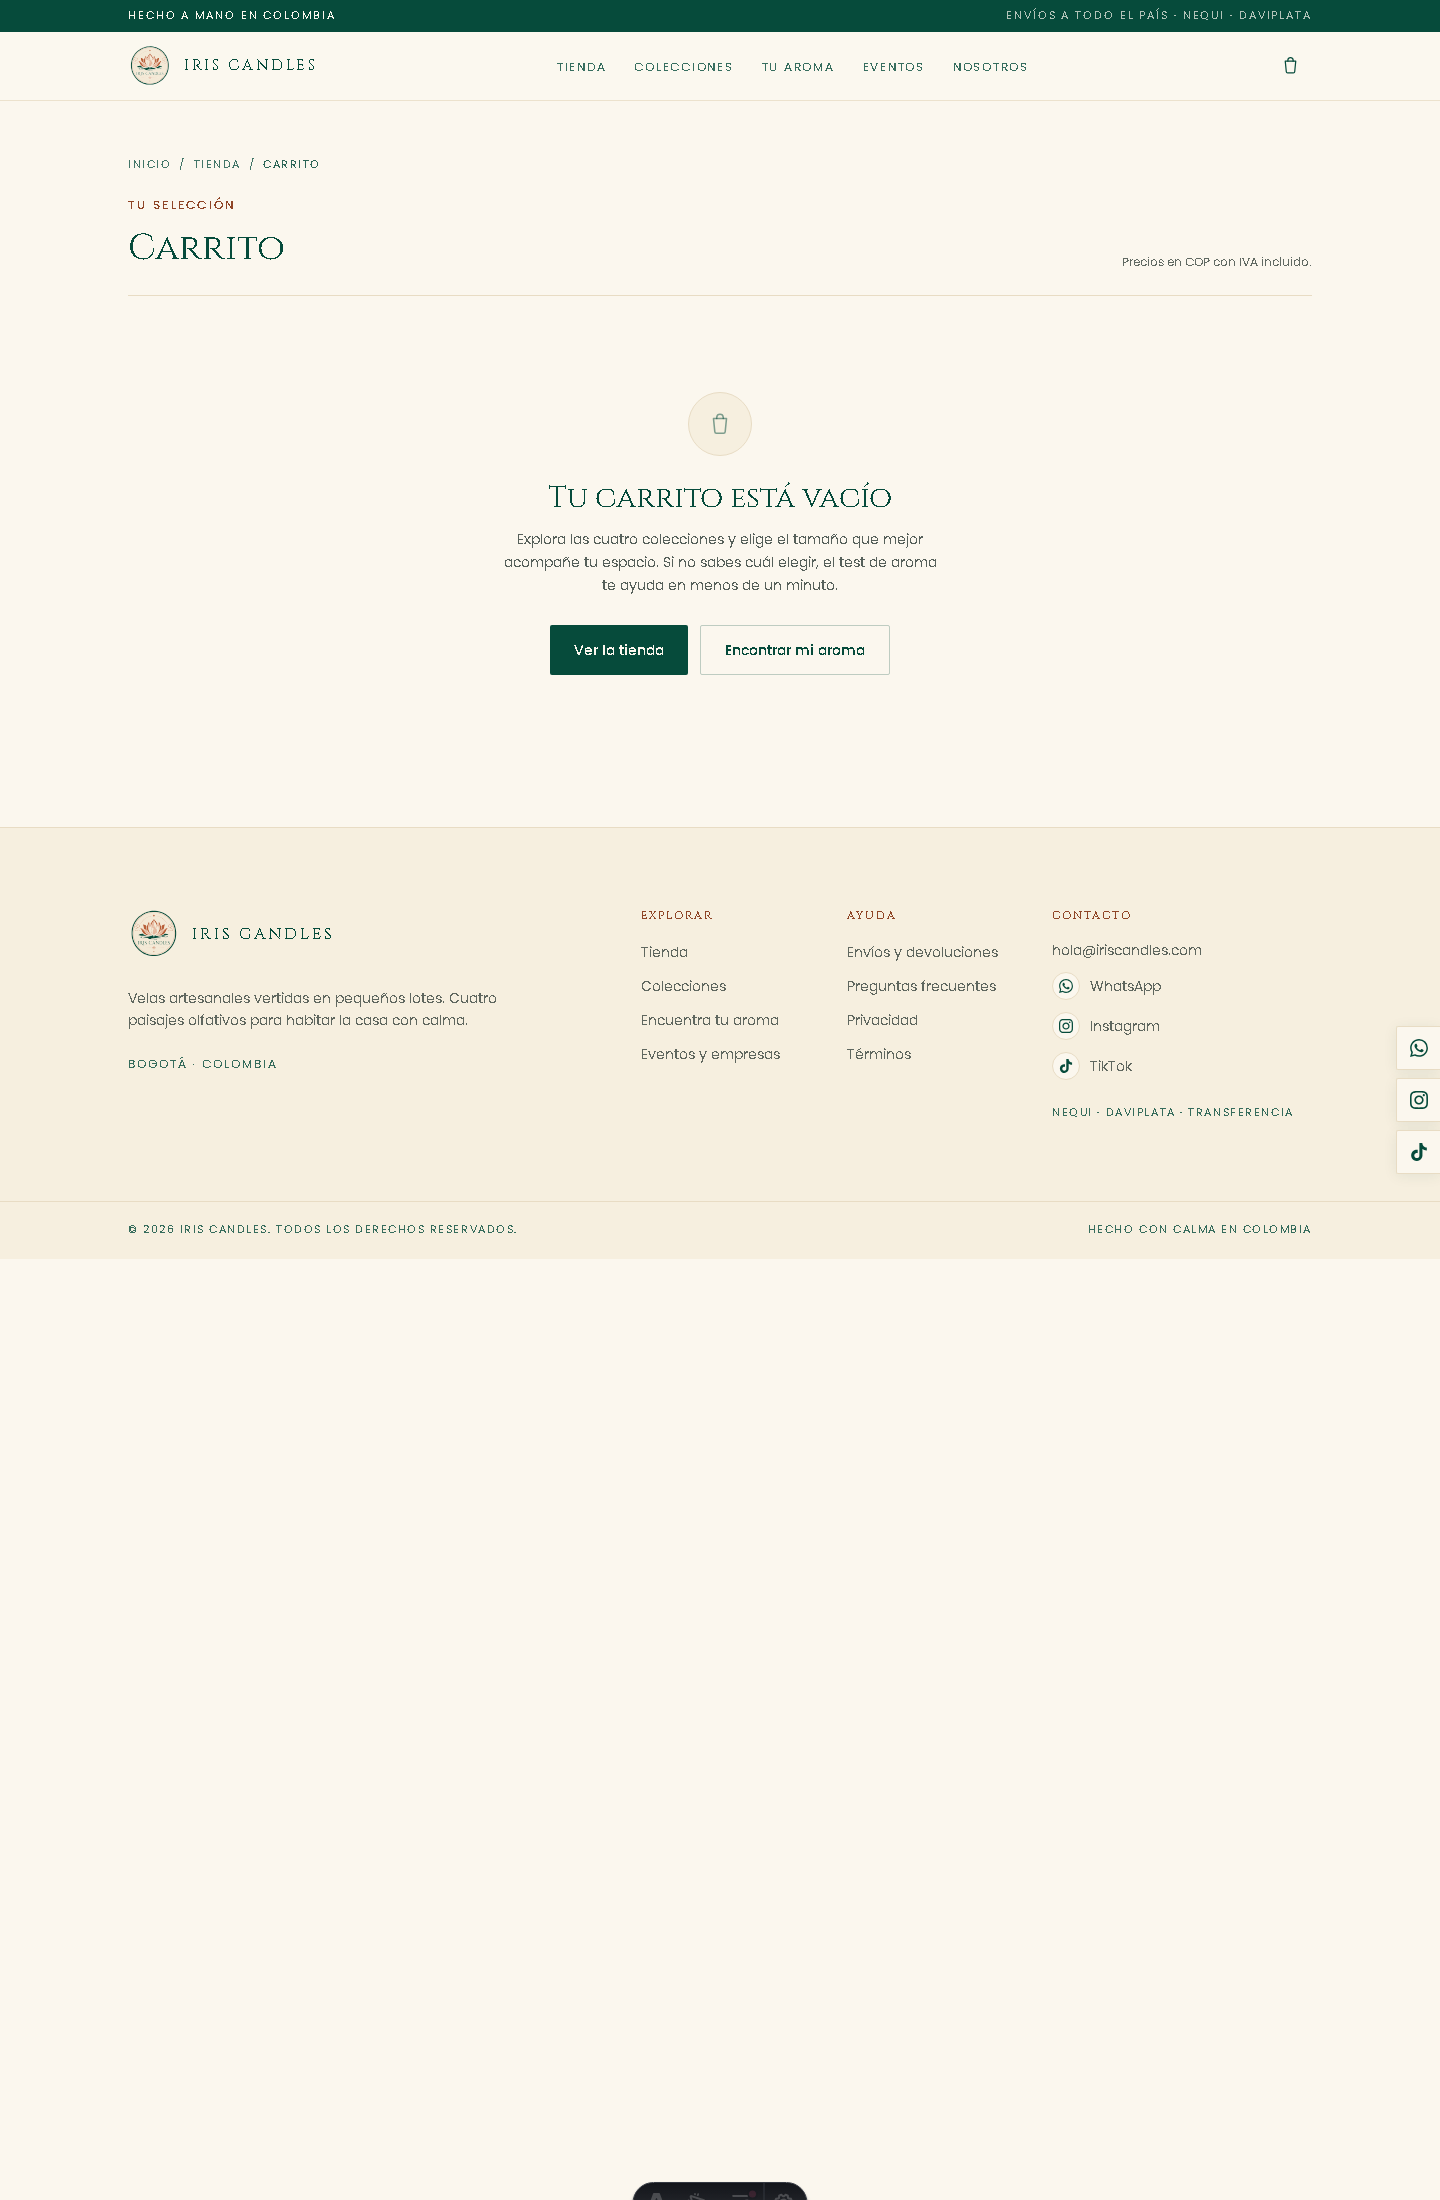 HECHO A MANO EN COLOMBIA
ENVÍOS A TODO EL PAÍS · NEQUI · DAVIPLATA
IRIS CANDLES
TIENDA
COLECCIONES
TU AROMA
EVENTOS
NOSOTROS
INICIO / TIENDA / CARRITO
TU SELECCIÓN
CARRITO
Precios en COP con IVA incluido.
TU CARRITO ESTÁ VACÍO
Explora las cuatro colecciones y elige el tamaño que mejor
acompañe tu espacio. Si no sabes cuál elegir, el test de aroma
te ayuda en menos de un minuto.
Ver la tienda
Encontrar mi aroma
IRIS CANDLES
IRIS CANDLES
Velas artesanales vertidas en pequeños lotes. Cuatro
paisajes olfativos para habitar la casa con calma.
BOGOTÁ · COLOMBIA
EXPLORAR
Tienda
Colecciones
Encuentra tu aroma
Eventos y empresas
AYUDA
Envíos y devoluciones
Preguntas frecuentes
Privacidad
Términos
CONTACTO
hola@iriscandles.com
WhatsApp
Instagram
TikTok
NEQUI · DAVIPLATA · TRANSFERENCIA
© 2026 IRIS CANDLES. TODOS LOS DERECHOS RESERVADOS.
HECHO CON CALMA EN COLOMBIA